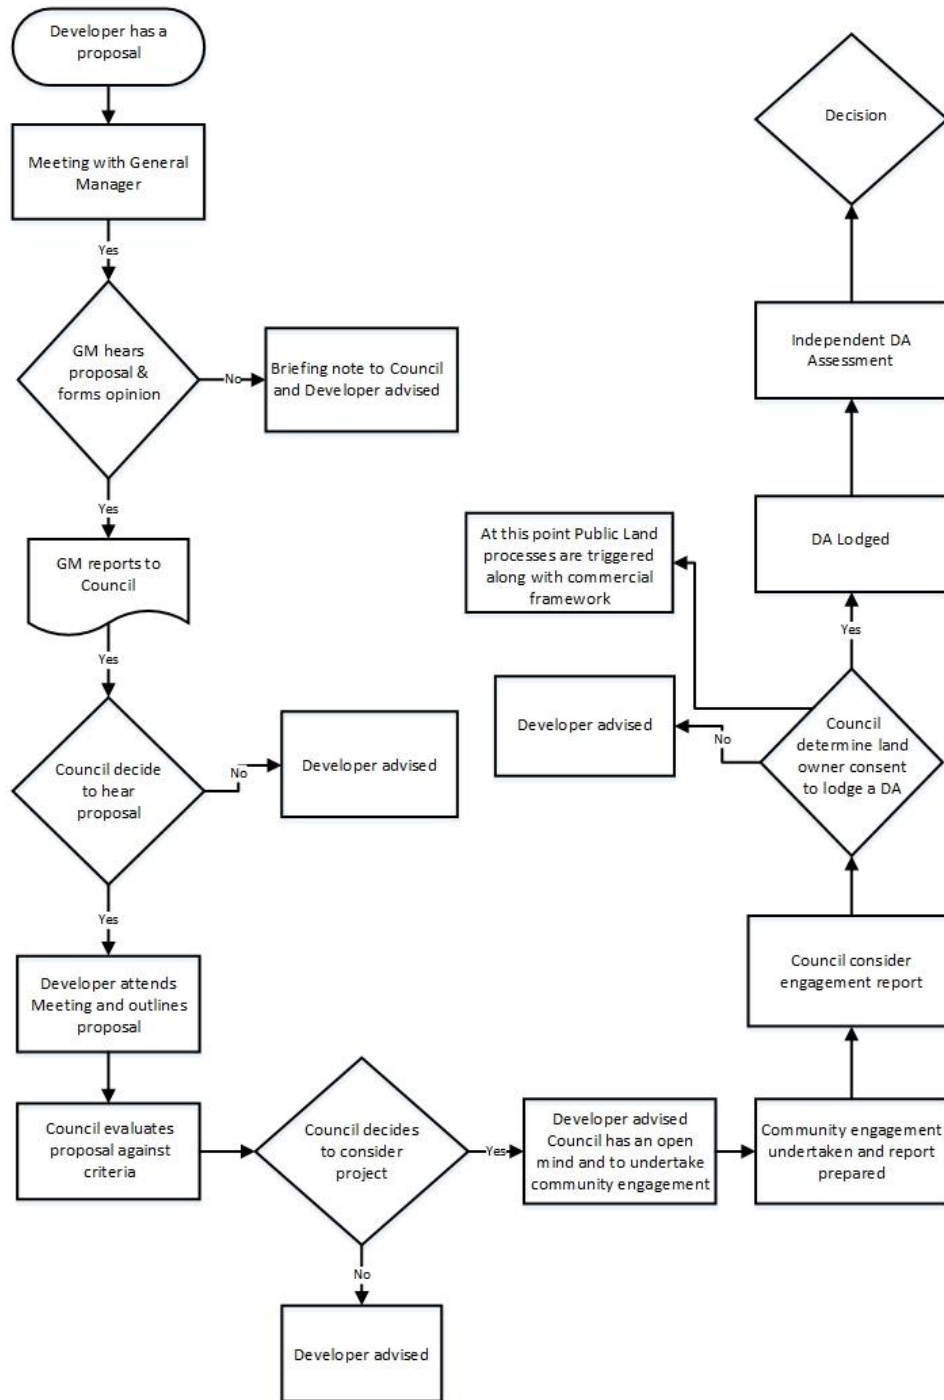 Developer has a
proposal
Meeting with General
Manager
Yes
GM hears
proposal &
forms opinion
No
Briefing note to Council
and Developer advised
Yes
GM reports to
Council
Yes
Council decide
to hear
proposal
No
Developer advised
Yes
Developer attends
Meeting and outlines
proposal
Council evaluates
proposal against
criteria
Council decides
to consider
project
No
Developer advised
Yes
Developer advised
Council has an open
mind and to undertake
community engagement
Community engagement
undertaken and report
prepared
Council consider
engagement report
Council
determine land
owner consent
to lodge a DA
No
Developer advised
At this point Public Land
processes are triggered
along with commercial
framework
Yes
DA Lodged
Independent DA
Assessment
Decision